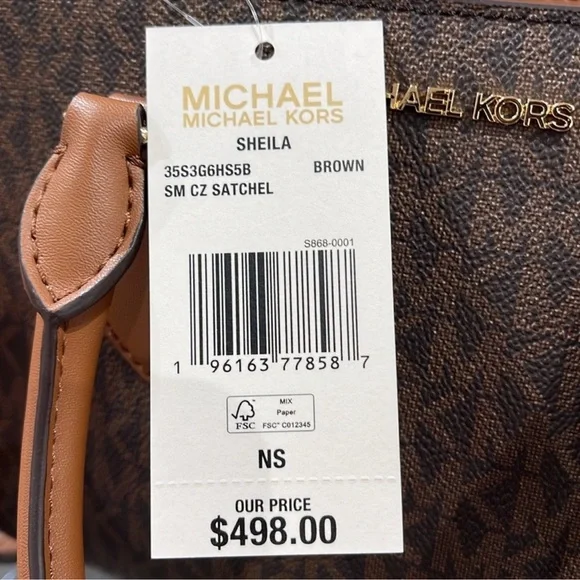 MICHAEL
MICHAEL KORS
SHEILA
35S3G6HS5B BROWN
SM CZ SATCHEL
S868-0001
1 96163 77858 7
FSC
MIX
Paper
FSC® C012345
NS
OUR PRICE
$498.00
HAEL KORS